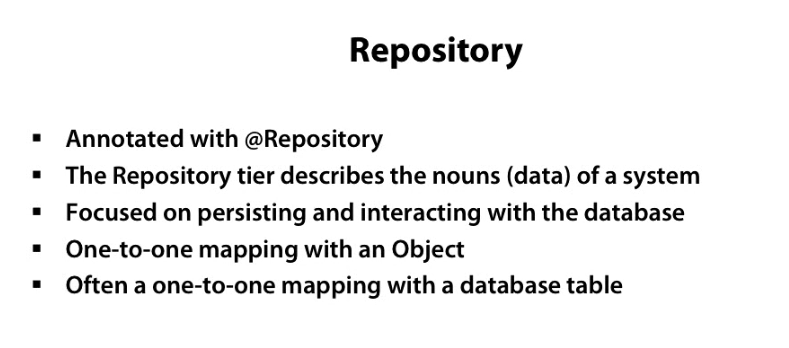 Repository
▪ Annotated with @Repository
▪ The Repository tier describes the nouns (data) of a system
▪ Focused on persisting and interacting with the database
▪ One-to-one mapping with an Object
▪ Often a one-to-one mapping with a database table